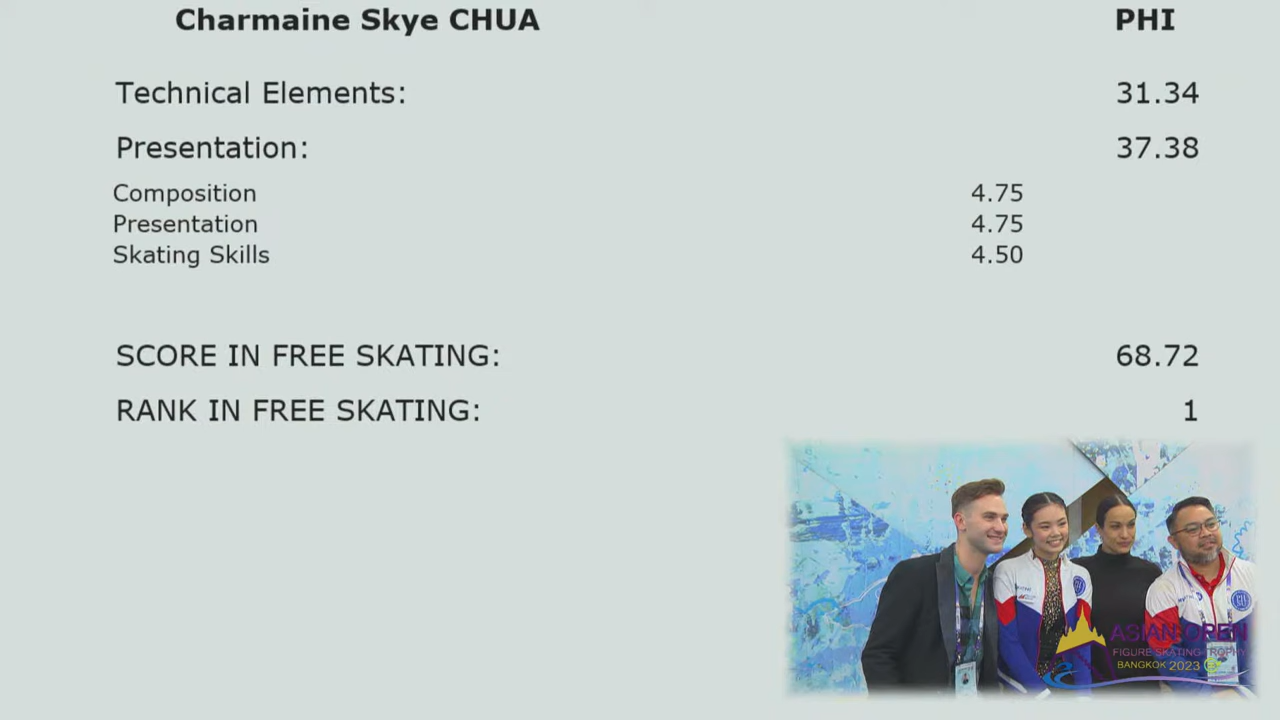 Charmaine Skye CHUA PHI
Technical Elements: 31.34
Presentation: 37.38
Composition 4.75
Presentation 4.75
Skating Skills 4.50
SCORE IN FREE SKATING: 68.72
RANK IN FREE SKATING: 1
ASIAN OPEN
FIGURE SKATING TROPHY
BANGKOK 2023